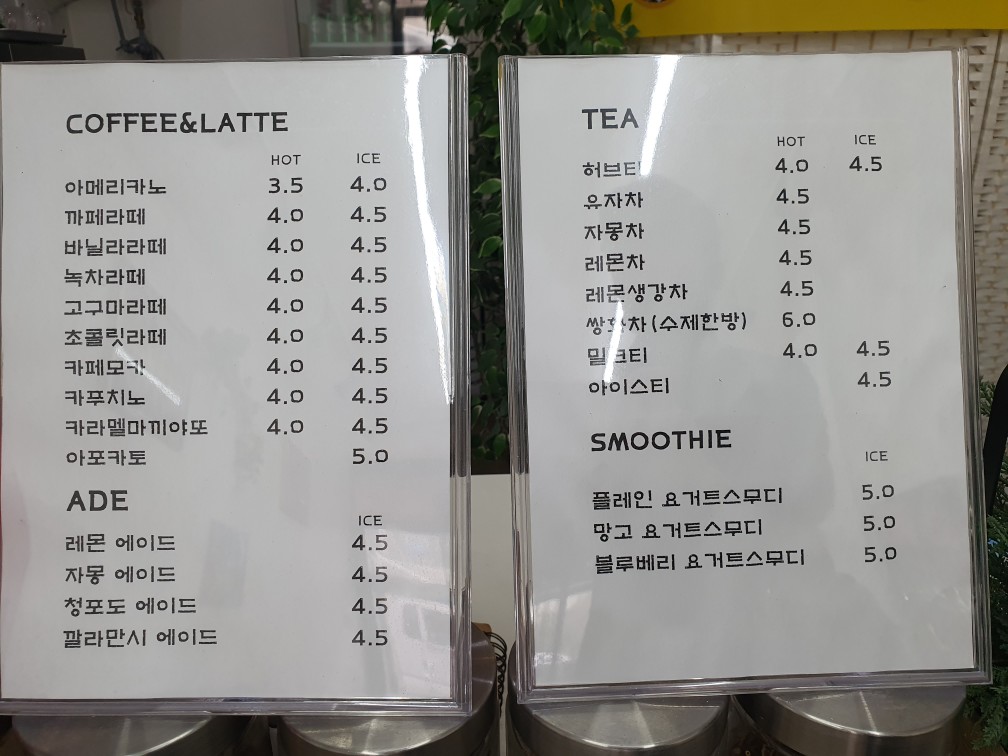 COFFEE&LATTE
HOT ICE
아메리카노 3.5 4.0
까페라떼 4.0 4.5
바닐라라떼 4.0 4.5
녹차라떼 4.0 4.5
고구마라떼 4.0 4.5
초콜릿라떼 4.0 4.5
카페모카 4.0 4.5
카푸치노 4.0 4.5
카라멜마끼야또 4.0 4.5
아포카토 5.0
ADE
ICE
레몬 에이드 4.5
자몽 에이드 4.5
청포도 에이드 4.5
깔라만시 에이드 4.5
TEA
HOT ICE
허브티 4.0 4.5
유자차 4.5
자몽차 4.5
레몬차 4.5
레몬생강차 4.5
쌍화차(수제한방) 6.0
밀크티 4.0 4.5
아이스티 4.5
SMOOTHIE
ICE
플레인 요거트스무디 5.0
망고 요거트스무디 5.0
블루베리 요거트스무디 5.0